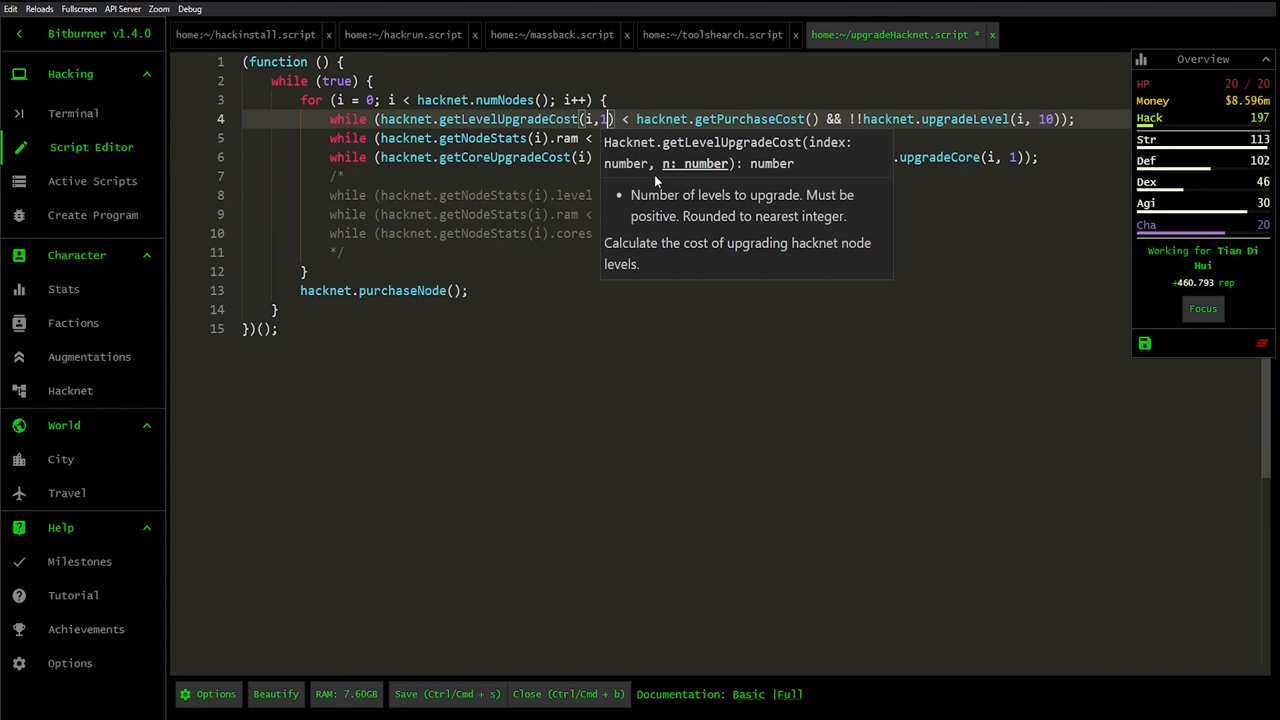 Edit Reloads Fullscreen API Server Zoom Debug
Bitburner v1.4.0
Hacking
Terminal
Script Editor
Active Scripts
Create Program
Character
Stats
Factions
Augmentations
Hacknet
World
City
Travel
Help
Milestones
Tutorial
Achievements
Options
home:~/hackinstall.script x home:~/hackrun.script x home:~/massback.script x home:~/toolsearch.script x home:~/upgradeHacknet.script * x
1 (function () {
2 while (true) {
3 for (i = 0; i < hacknet.numNodes(); i++) {
4 while (hacknet.getLevelUpgradeCost(i,1) < hacknet.getPurchaseCost() && !!hacknet.upgradeLevel(i, 10));
5 while (hacknet.getNodeStats(i).ram <
6 while (hacknet.getCoreUpgradeCost(i) .upgradeCore(i, 1));
7 /*
8 while (hacknet.getNodeStats(i).level
9 while (hacknet.getNodeStats(i).ram <
10 while (hacknet.getNodeStats(i).cores
11 */
12 }
13 hacknet.purchaseNode();
14 }
15 })();
Hacknet.getLevelUpgradeCost(index:
number, n: number): number
• Number of levels to upgrade. Must be
positive. Rounded to nearest integer.
Calculate the cost of upgrading hacknet node
levels.
Overview
HP 20 / 20
Money $8.596m
Hack 197
Str 113
Def 102
Dex 46
Agi 30
Cha 20
Working for Tian Di
Hui
+460.793 rep
Focus
Options Beautify RAM: 7.60GB Save (Ctrl/Cmd + s) Close (Ctrl/Cmd + b) Documentation: Basic |Full